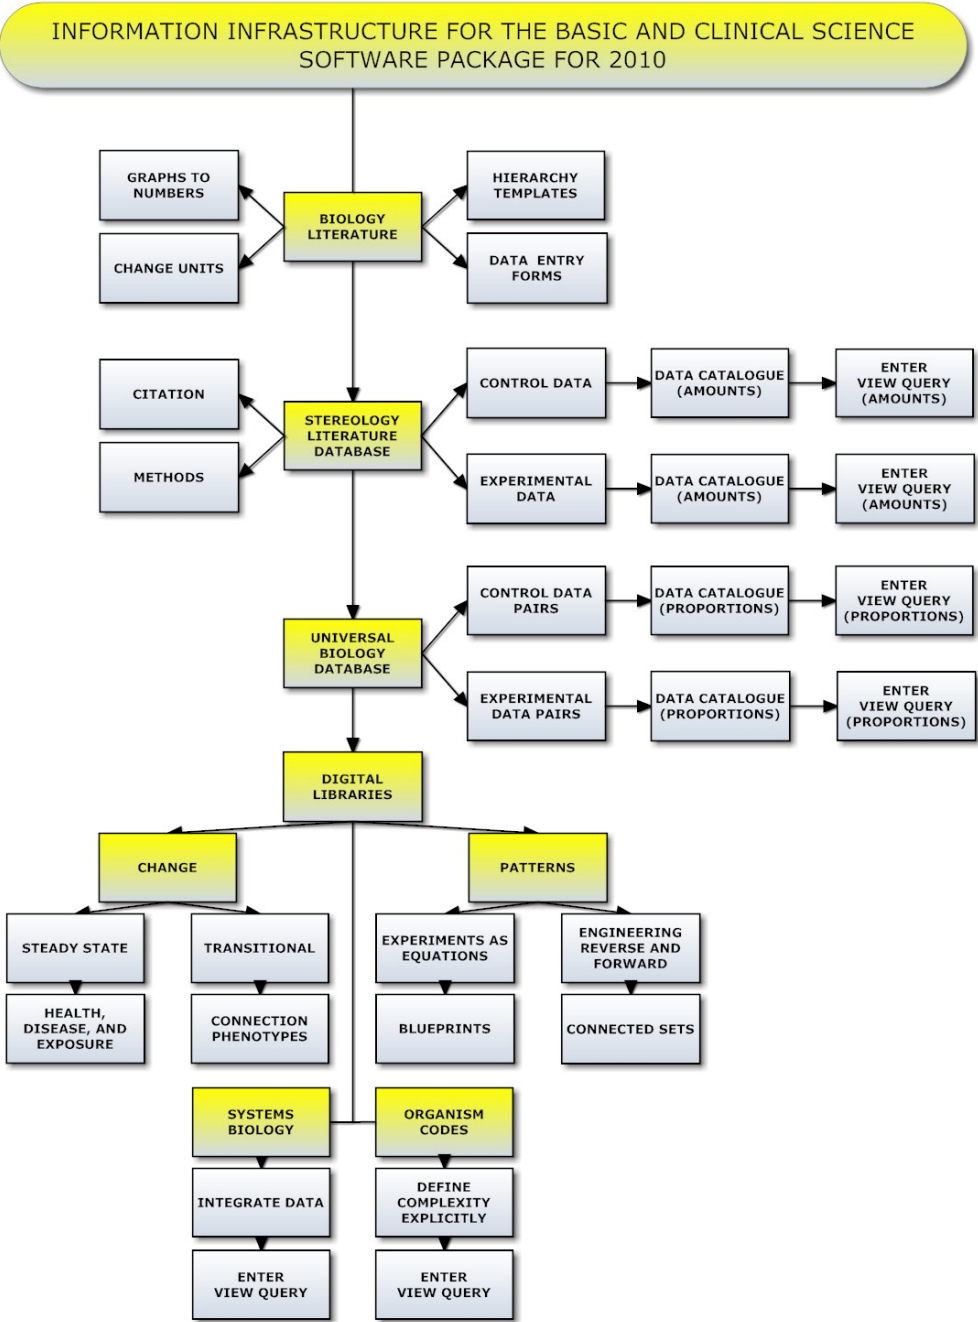 INFORMATION INFRASTRUCTURE FOR THE BASIC AND CLINICAL SCIENCE
SOFTWARE PACKAGE FOR 2010
GRAPHS TO
NUMBERS
CHANGE UNITS
BIOLOGY
LITERATURE
HIERARCHY
TEMPLATES
DATA ENTRY
FORMS
CITATION
METHODS
STEREOLOGY
LITERATURE
DATABASE
CONTROL DATA
DATA CATALOGUE
(AMOUNTS)
ENTER
VIEW QUERY
(AMOUNTS)
EXPERIMENTAL
DATA
DATA CATALOGUE
(AMOUNTS)
ENTER
VIEW QUERY
(AMOUNTS)
UNIVERSAL
BIOLOGY
DATABASE
CONTROL DATA
PAIRS
DATA CATALOGUE
(PROPORTIONS)
ENTER
VIEW QUERY
(PROPORTIONS)
EXPERIMENTAL
DATA PAIRS
DATA CATALOGUE
(PROPORTIONS)
ENTER
VIEW QUERY
(PROPORTIONS)
DIGITAL
LIBRARIES
CHANGE
PATTERNS
STEADY STATE
TRANSITIONAL
EXPERIMENTS AS
EQUATIONS
ENGINEERING
REVERSE AND
FORWARD
HEALTH,
DISEASE, AND
EXPOSURE
CONNECTION
PHENOTYPES
BLUEPRINTS
CONNECTED SETS
SYSTEMS
BIOLOGY
ORGANISM
CODES
INTEGRATE DATA
DEFINE
COMPLEXITY
EXPLICITLY
ENTER
VIEW QUERY
ENTER
VIEW QUERY